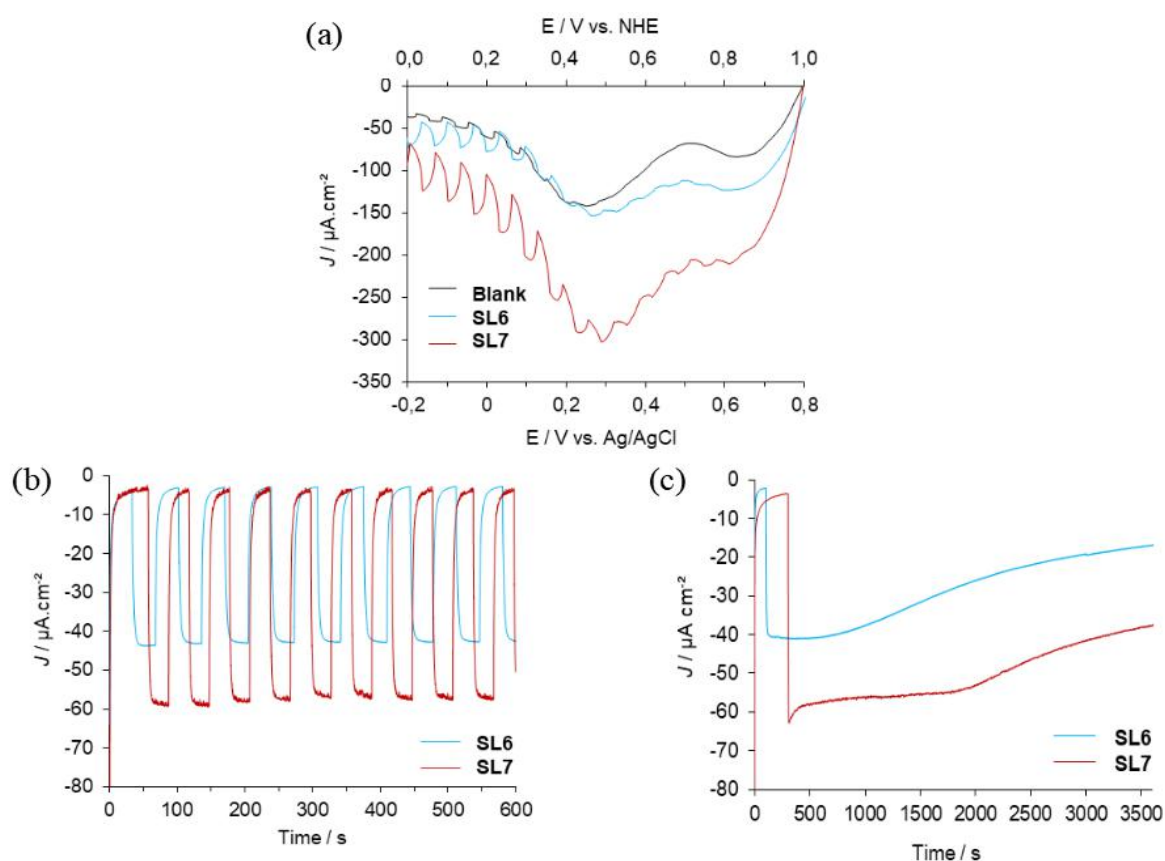 (a)
E / V vs. NHE
0,0 0,2 0,4 0,6 0,8 1,0
J / µA.cm⁻²
0
-50
-100
-150
-200
-250
-300
-350
Blank
SL6
SL7
-0,2 0 0,2 0,4 0,6 0,8
E / V vs. Ag/AgCl
(b)
J / µA.cm⁻²
0
-10
-20
-30
-40
-50
-60
-70
-80
SL6
SL7
0 100 200 300 400 500 600
Time / s
(c)
J / µA cm⁻²
0
-10
-20
-30
-40
-50
-60
-70
-80
SL6
SL7
0 500 1000 1500 2000 2500 3000 3500
Time / s